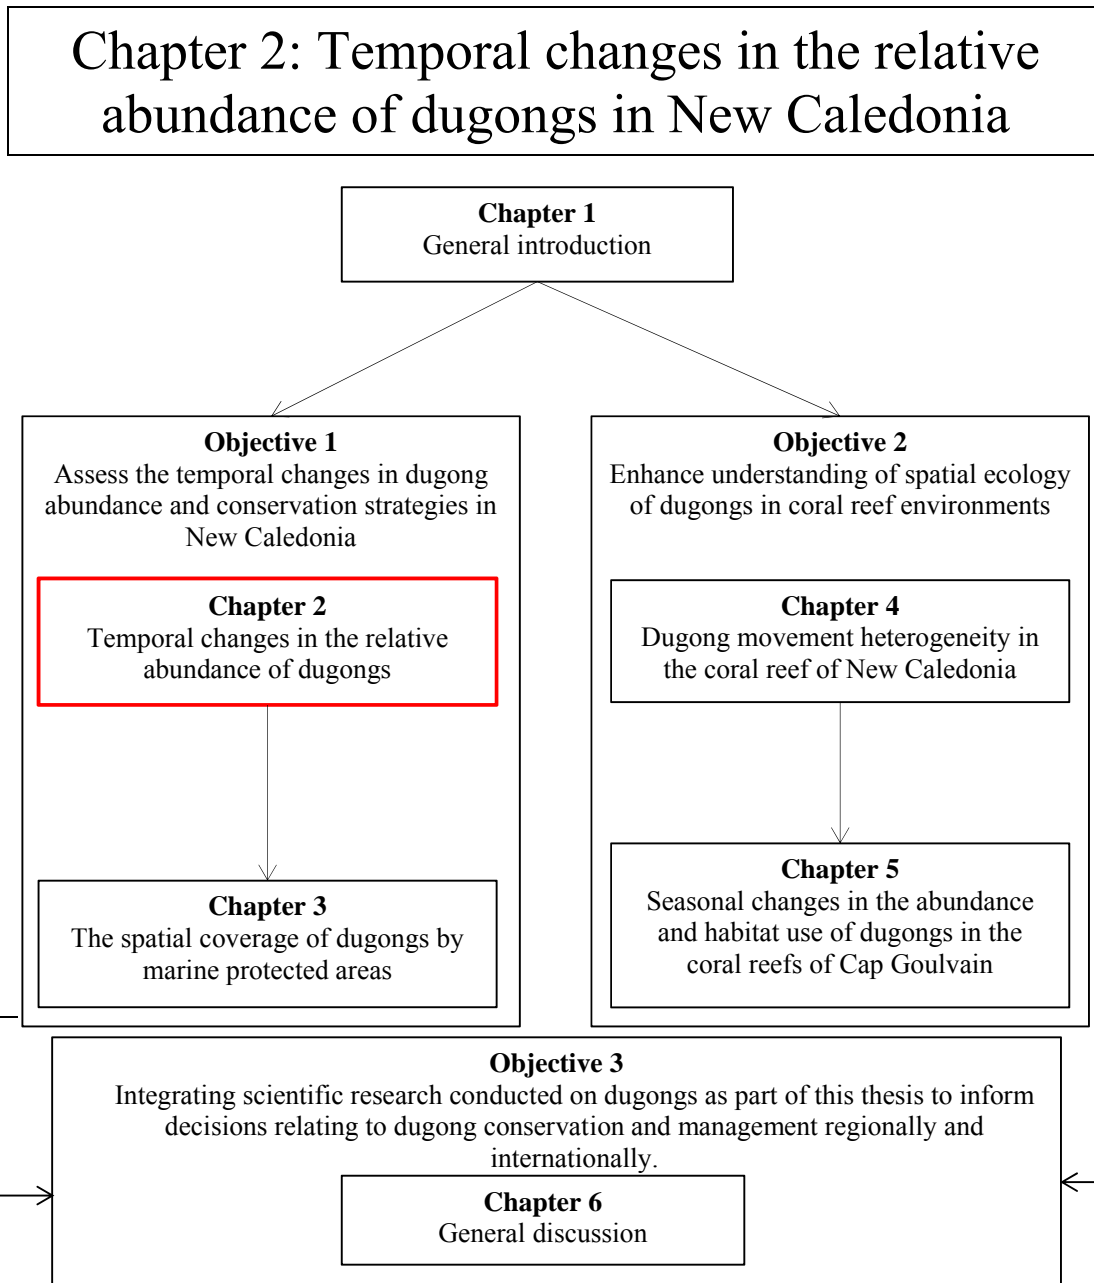 Chapter 2: Temporal changes in the relative
abundance of dugongs in New Caledonia
Chapter 1
General introduction
Objective 1
Assess the temporal changes in dugong
abundance and conservation strategies in
New Caledonia
Chapter 2
Temporal changes in the relative
abundance of dugongs
Chapter 3
The spatial coverage of dugongs by
marine protected areas
Objective 2
Enhance understanding of spatial ecology
of dugongs in coral reef environments
Chapter 4
Dugong movement heterogeneity in
the coral reef of New Caledonia
Chapter 5
Seasonal changes in the abundance
and habitat use of dugongs in the
coral reefs of Cap Goulvain
Objective 3
Integrating scientific research conducted on dugongs as part of this thesis to inform
decisions relating to dugong conservation and management regionally and
internationally.
Chapter 6
General discussion